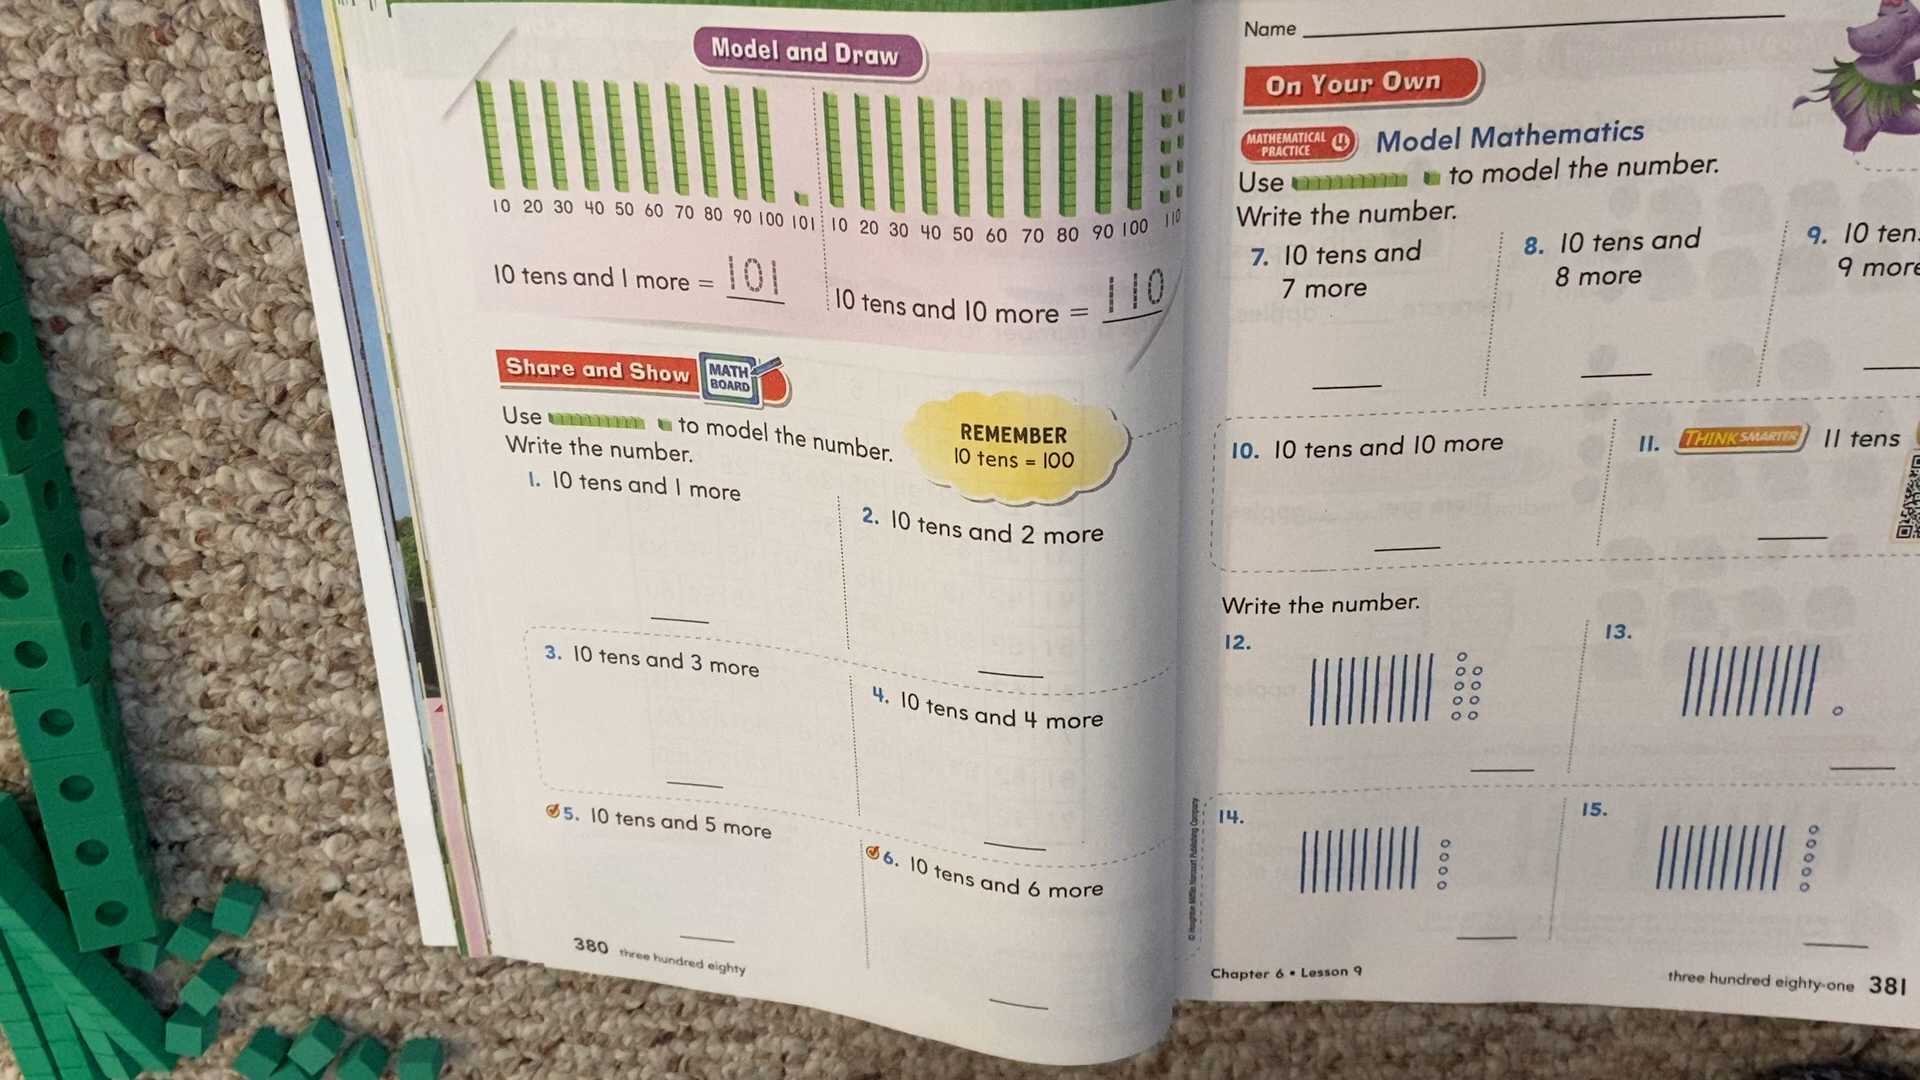 Model and Draw
10 20 30 40 50 60 70 80 90 100 101
10 20 30 40 50 60 70 80 90 100 110
10 tens and 1 more = 101
10 tens and 10 more = 110
Share and Show
MATH
BOARD
Use to model the number.
Write the number.
REMEMBER
10 tens = 100
1. 10 tens and 1 more
2. 10 tens and 2 more
3. 10 tens and 3 more
4. 10 tens and 4 more
5. 10 tens and 5 more
6. 10 tens and 6 more
380 three hundred eighty
Name
On Your Own
MATHEMATICAL
PRACTICE 4
Model Mathematics
Use to model the number.
Write the number.
7. 10 tens and
7 more
8. 10 tens and
8 more
9. 10 ten
9 more
10. 10 tens and 10 more
11. THINK SMARTER 11 tens
Write the number.
12.
13.
14.
15.
© Houghton Mifflin Harcourt Publishing Company
Chapter 6 • Lesson 9
three hundred eighty-one 381